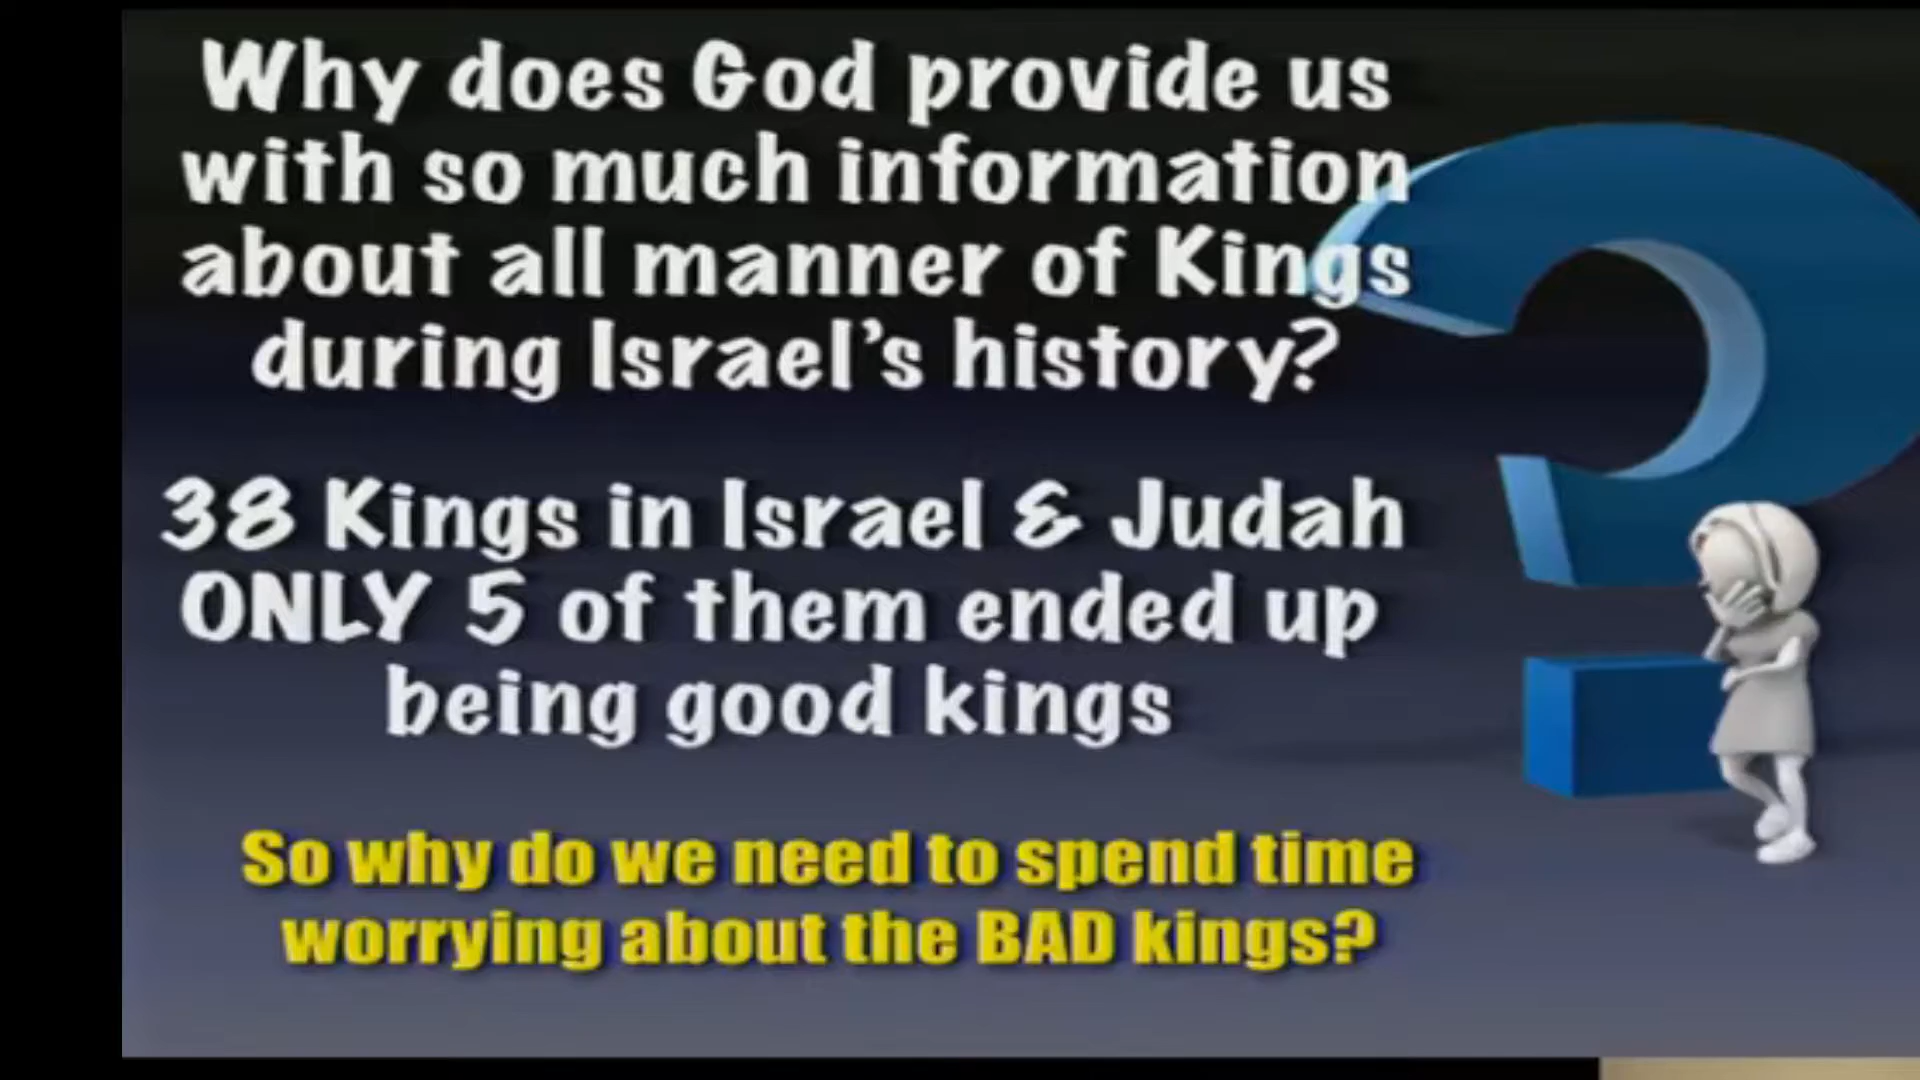 Why does God provide us
with so much information
about all manner of Kings
during Israel's history?
38 Kings in Israel & Judah
ONLY 5 of them ended up
being good kings
So why do we need to spend time
worrying about the BAD kings?